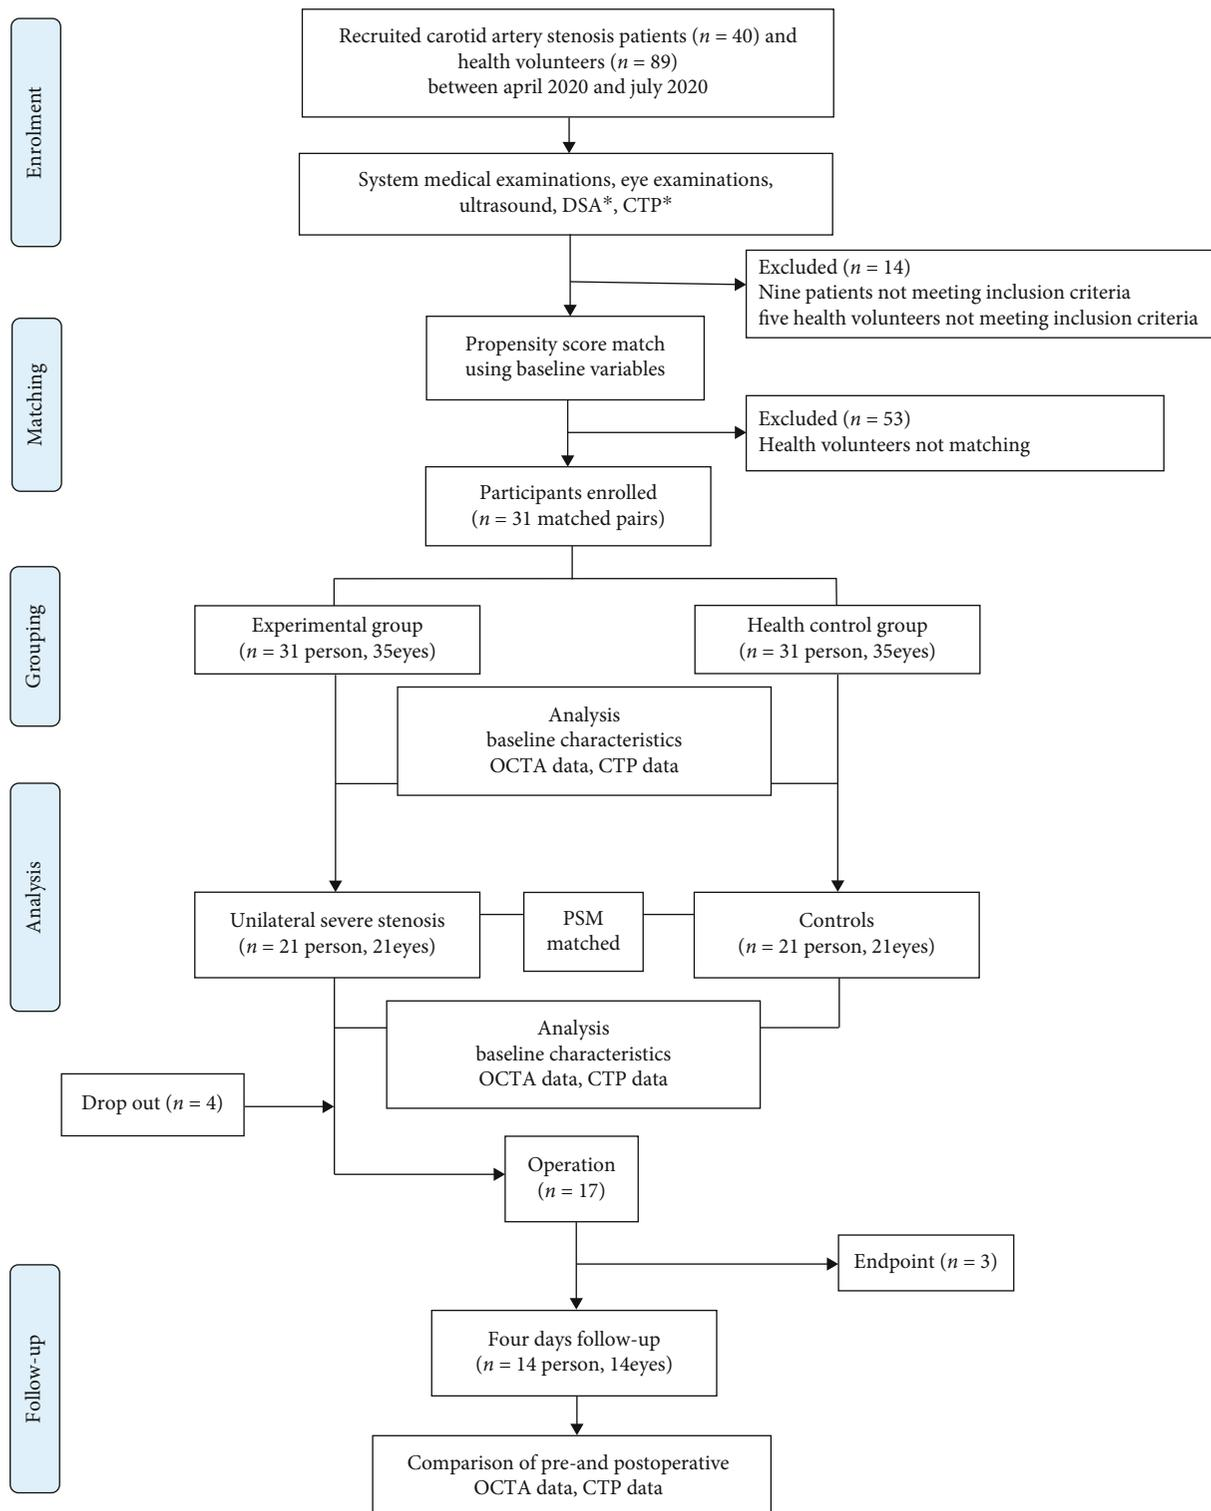 Enrolment
Recruited carotid artery stenosis patients (n = 40) and
health volunteers (n = 89)
between april 2020 and july 2020
System medical examinations, eye examinations,
ultrasound, DSA*, CTP*
Excluded (n = 14)
Nine patients not meeting inclusion criteria
five health volunteers not meeting inclusion criteria
Matching
Propensity score match
using baseline variables
Excluded (n = 53)
Health volunteers not matching
Participants enrolled
(n = 31 matched pairs)
Grouping
Experimental group
(n = 31 person, 35eyes)
Health control group
(n = 31 person, 35eyes)
Analysis
baseline characteristics
OCTA data, CTP data
Analysis
Unilateral severe stenosis
(n = 21 person, 21eyes)
PSM
matched
Controls
(n = 21 person, 21eyes)
Analysis
baseline characteristics
OCTA data, CTP data
Drop out (n = 4)
Operation
(n = 17)
Endpoint (n = 3)
Follow-up
Four days follow-up
(n = 14 person, 14eyes)
Comparison of pre-and postoperative
OCTA data, CTP data